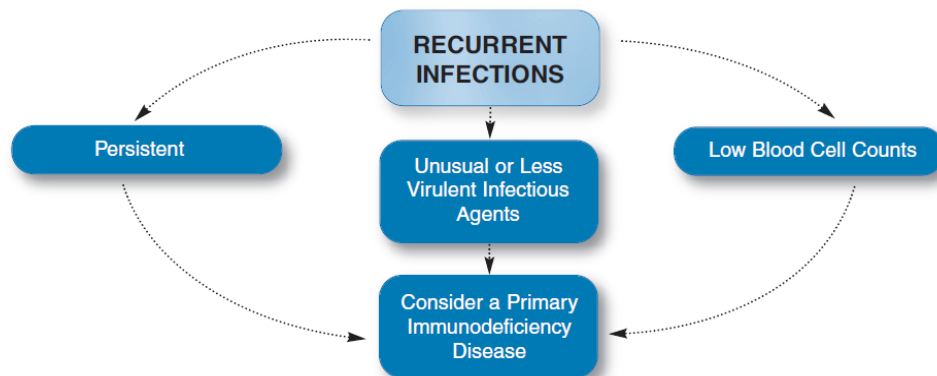 RECURRENT
INFECTIONS
Persistent
Unusual or Less
Virulent Infectious
Agents
Low Blood Cell Counts
Consider a Primary
Immunodeficiency
Disease